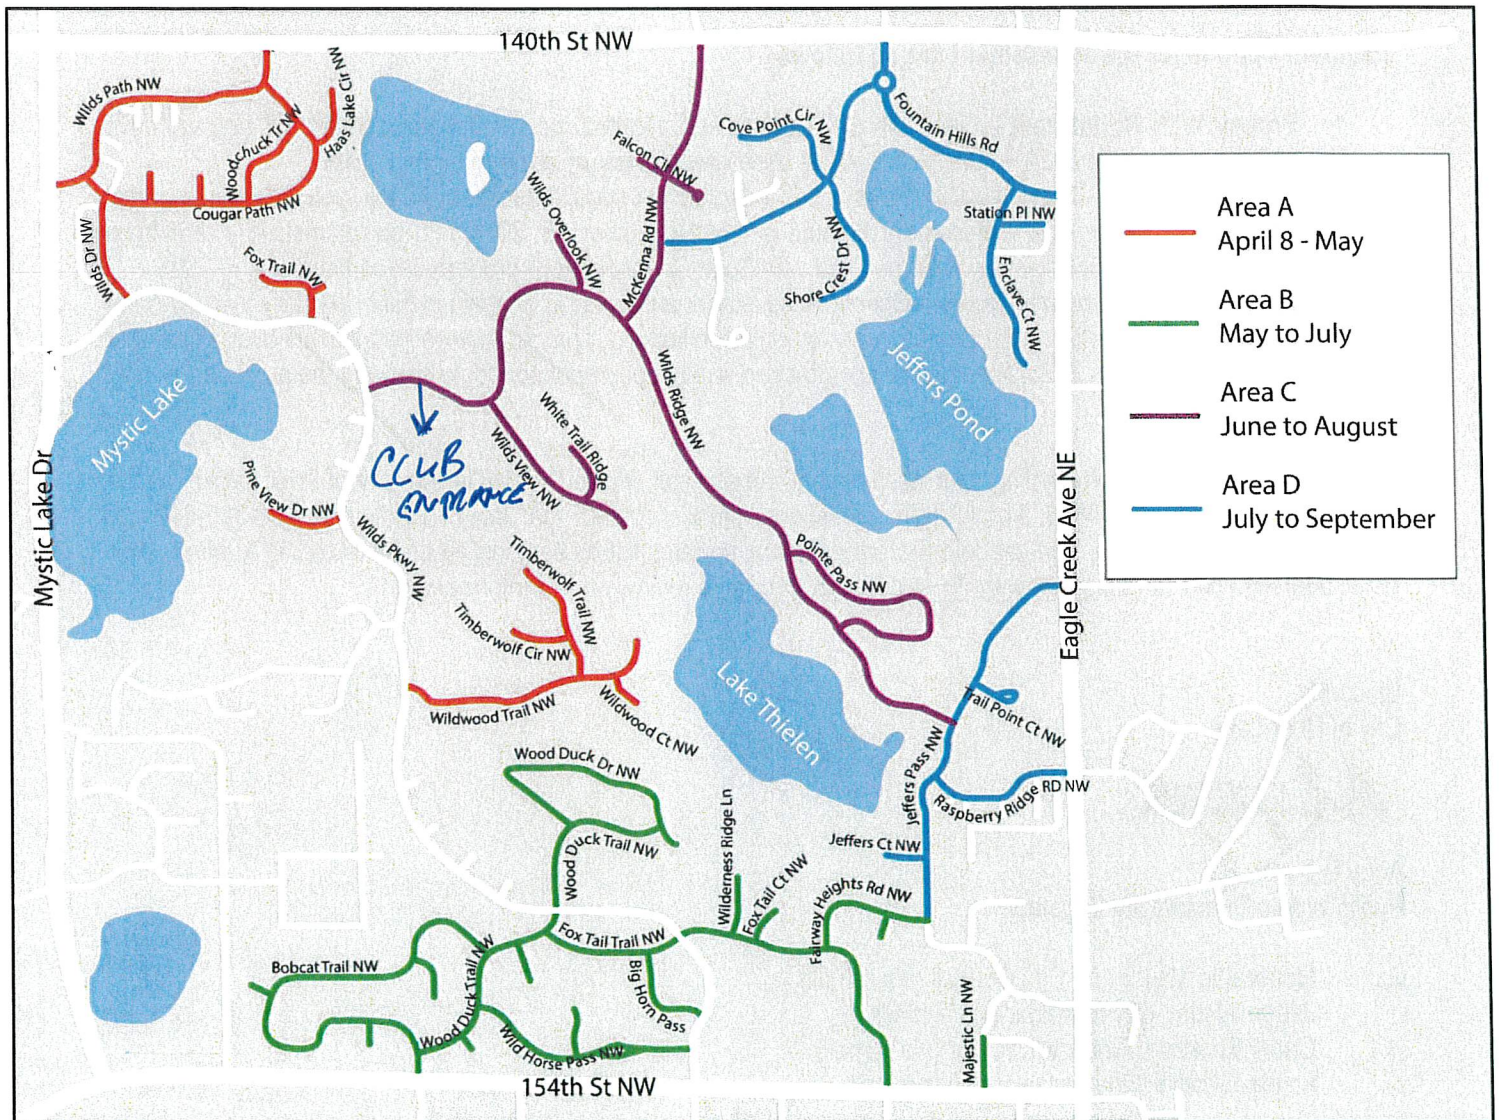 140th St NW
Wilds Path NW
Woodchuck Tr NW
Haas Lake Cir NW
Cougar Path NW
Wilds Dr NW
Fox Trail NW
Falcon Cir NW
Cove Point Cir NW
Fountain Hills Rd
Wilds Overlook NW
McKenna Rd NW
Shore Crest Dr NW
Station Pl NW
Enclave Ct NW
Area A
April 8 - May
Area B
May to July
Area C
June to August
Area D
July to September
Jeffers Pond
Mystic Lake
Mystic Lake Dr
CLUB
ENTRANCE
Wilds Ridge NW
White Trail Ridge
Wilds View NW
Pine View Dr NW
Wilds Pkwy NW
Eagle Creek Ave NE
Pointe Pass NW
Timberwolf Trail NW
Timberwolf Cir NW
Wildwood Trail NW
Wildwood Ct NW
Lake Thielen
Trail Point Ct NW
Jeffers Pass NW
Raspberry Ridge RD NW
Wood Duck Dr NW
Wood Duck Trail NW
Jeffers Ct NW
Wilderness Ridge Ln
Fox Tail Ct NW
Fairway Heights Rd NW
Fox Tail Trail NW
Bobcat Trail NW
Wood Duck Trail NW
Big Horn Pass
Wild Horse Pass NW
Majestic Ln NW
154th St NW